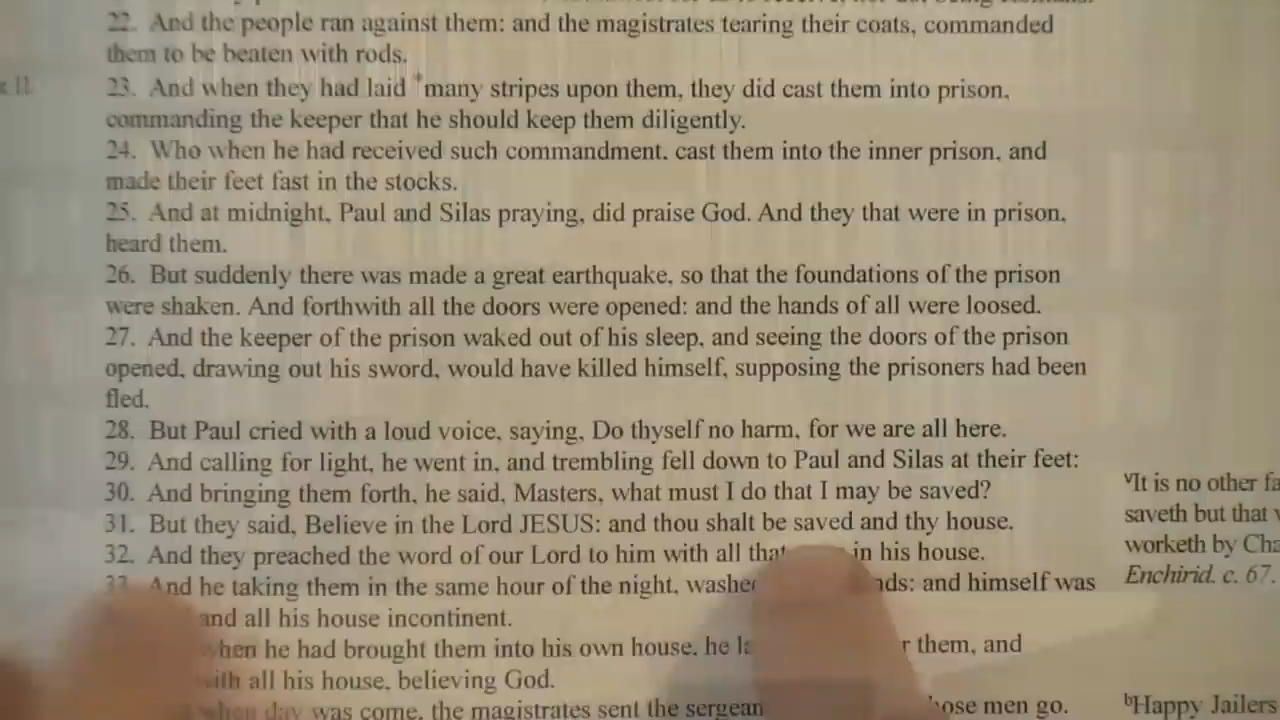 22. And the people ran against them: and the magistrates tearing their coats, commanded
them to be beaten with rods.
23. And when they had laid *many stripes upon them, they did cast them into prison,
commanding the keeper that he should keep them diligently.
24. Who when he had received such commandment, cast them into the inner prison, and
made their feet fast in the stocks.
25. And at midnight, Paul and Silas praying, did praise God. And they that were in prison,
heard them.
26. But suddenly there was made a great earthquake, so that the foundations of the prison
were shaken. And forthwith all the doors were opened: and the hands of all were loosed.
27. And the keeper of the prison waked out of his sleep, and seeing the doors of the prison
opened, drawing out his sword, would have killed himself, supposing the prisoners had been
fled.
28. But Paul cried with a loud voice, saying, Do thyself no harm, for we are all here.
29. And calling for light, he went in, and trembling fell down to Paul and Silas at their feet:
30. And bringing them forth, he said, Masters, what must I do that I may be saved?
31. But they said, Believe in the Lord JESUS: and thou shalt be saved and thy house.
32. And they preached the word of our Lord to him with all that in his house.
And he taking them in the same hour of the night, and himself was
and all his house incontinent.
when he had brought them into his own house, he them, and
with all his house, believing God.
when day was come, the magistrates sent the men go.
ᵛIt is no other
saveth but that
worketh by
Enchirid. c. 67.
ᵇHappy Jailers